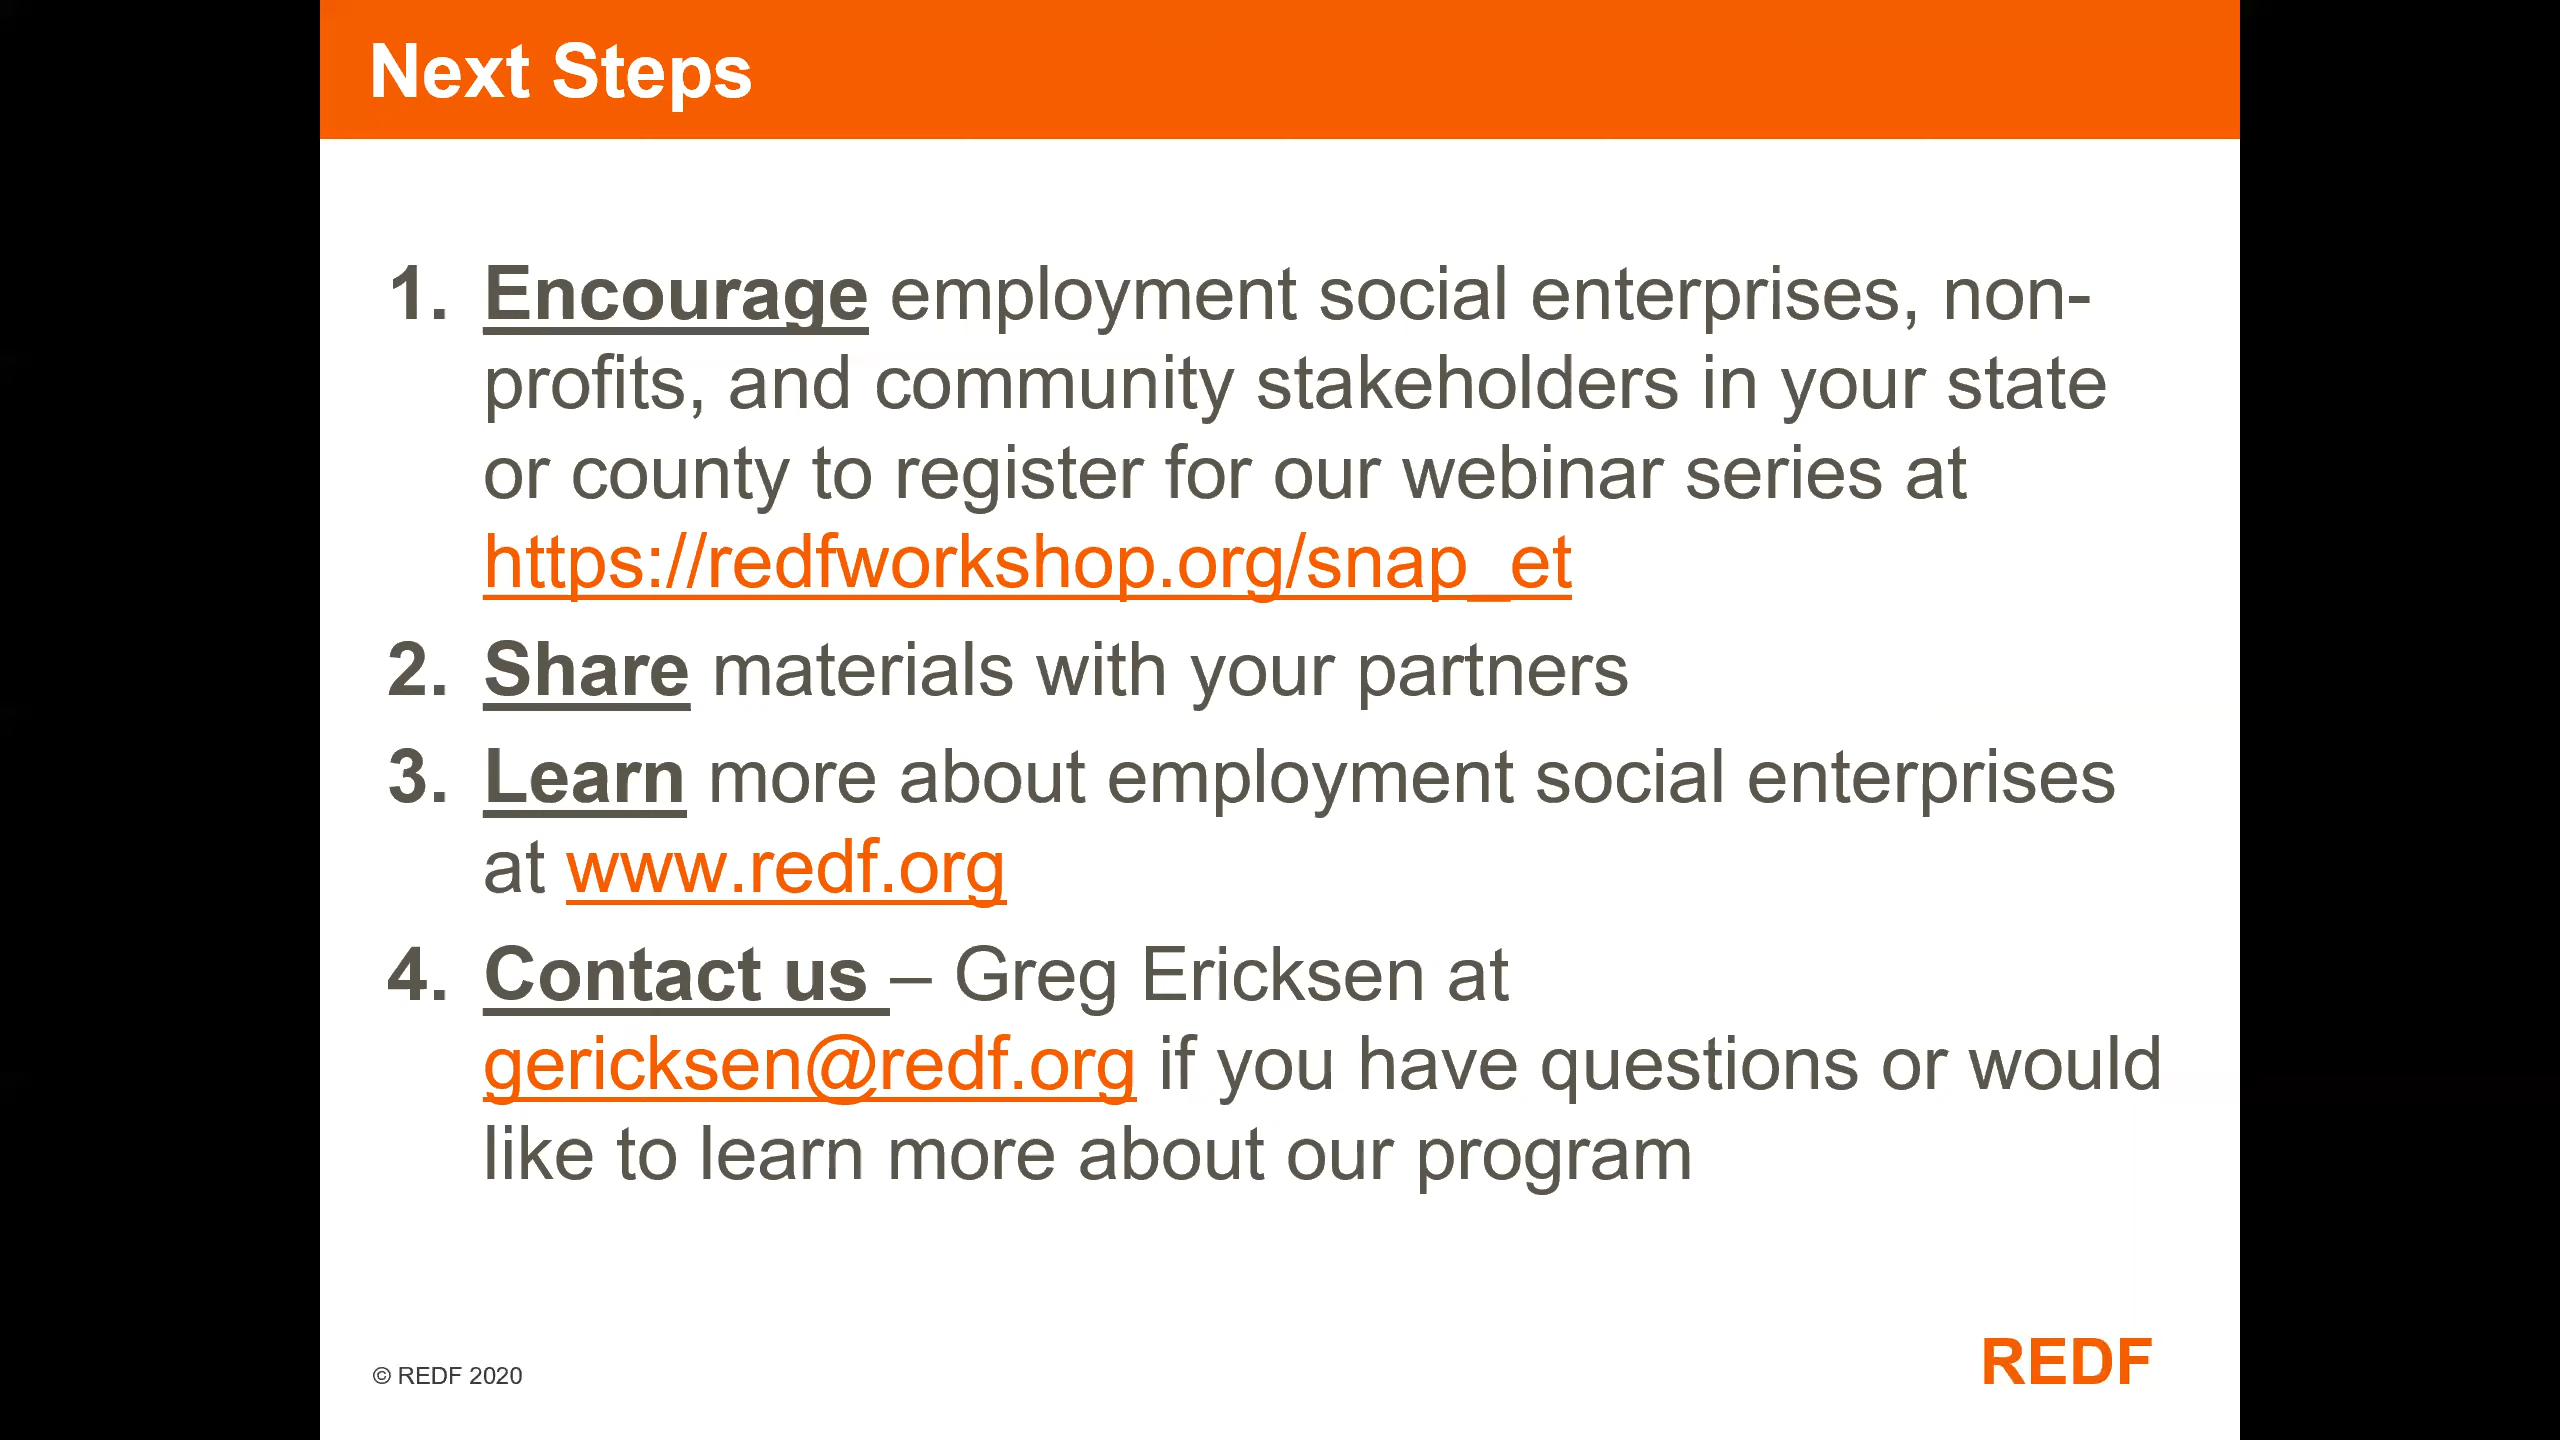 Next Steps
1. Encourage employment social enterprises, non-
profits, and community stakeholders in your state
or county to register for our webinar series at
https://redfworkshop.org/snap_et
2. Share materials with your partners
3. Learn more about employment social enterprises
at www.redf.org
4. Contact us – Greg Ericksen at
gericksen@redf.org if you have questions or would
like to learn more about our program
© REDF 2020
REDF